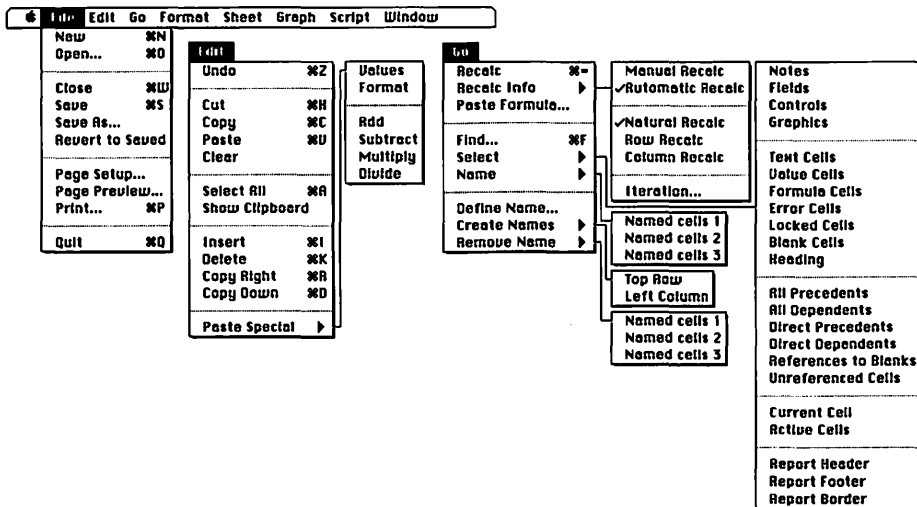 File Edit Go Format Sheet Graph Script Window
New ⌘N
Open... ⌘O
Close ⌘W
Save ⌘S
Save As...
Revert to Saved
Page Setup...
Page Preview...
Print... ⌘P
Quit ⌘Q
Edit
Undo ⌘Z
Cut ⌘H
Copy ⌘C
Paste ⌘V
Clear
Select All ⌘A
Show Clipboard
Insert ⌘I
Delete ⌘K
Copy Right ⌘R
Copy Down ⌘D
Paste Special
Values
Format
Add
Subtract
Multiply
Divide
Go
Recalc ⌘=
Recalc Info
Paste Formula...
Find... ⌘F
Select
Name
Define Name...
Create Names
Remove Name
Manual Recalc
✓Automatic Recalc
✓Natural Recalc
Row Recalc
Column Recalc
Iteration...
Named cells 1
Named cells 2
Named cells 3
Top Row
Left Column
Named cells 1
Named cells 2
Named cells 3
Notes
Fields
Controls
Graphics
Text Cells
Value Cells
Formula Cells
Error Cells
Locked Cells
Blank Cells
Heading
All Precedents
All Dependents
Direct Precedents
Direct Dependents
References to Blanks
Unreferenced Cells
Current Cell
Active Cells
Report Header
Report Footer
Report Border